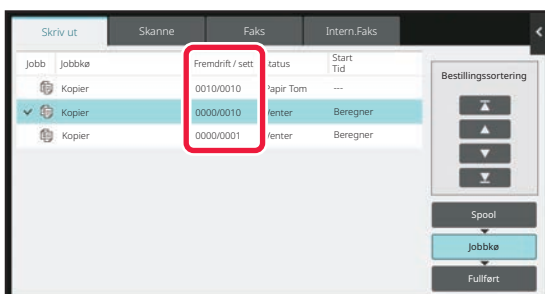 Skriv ut Skanne Faks Intern.Faks
Jobb Jobbkø Fremdrift / sett Status Start Tid
Kopier 0010/0010 Papir Tom ---
Kopier 0000/0010 Venter Beregner
Kopier 0000/0001 Venter Beregner
Bestillingssortering
Spool
Jobbkø
Fullført